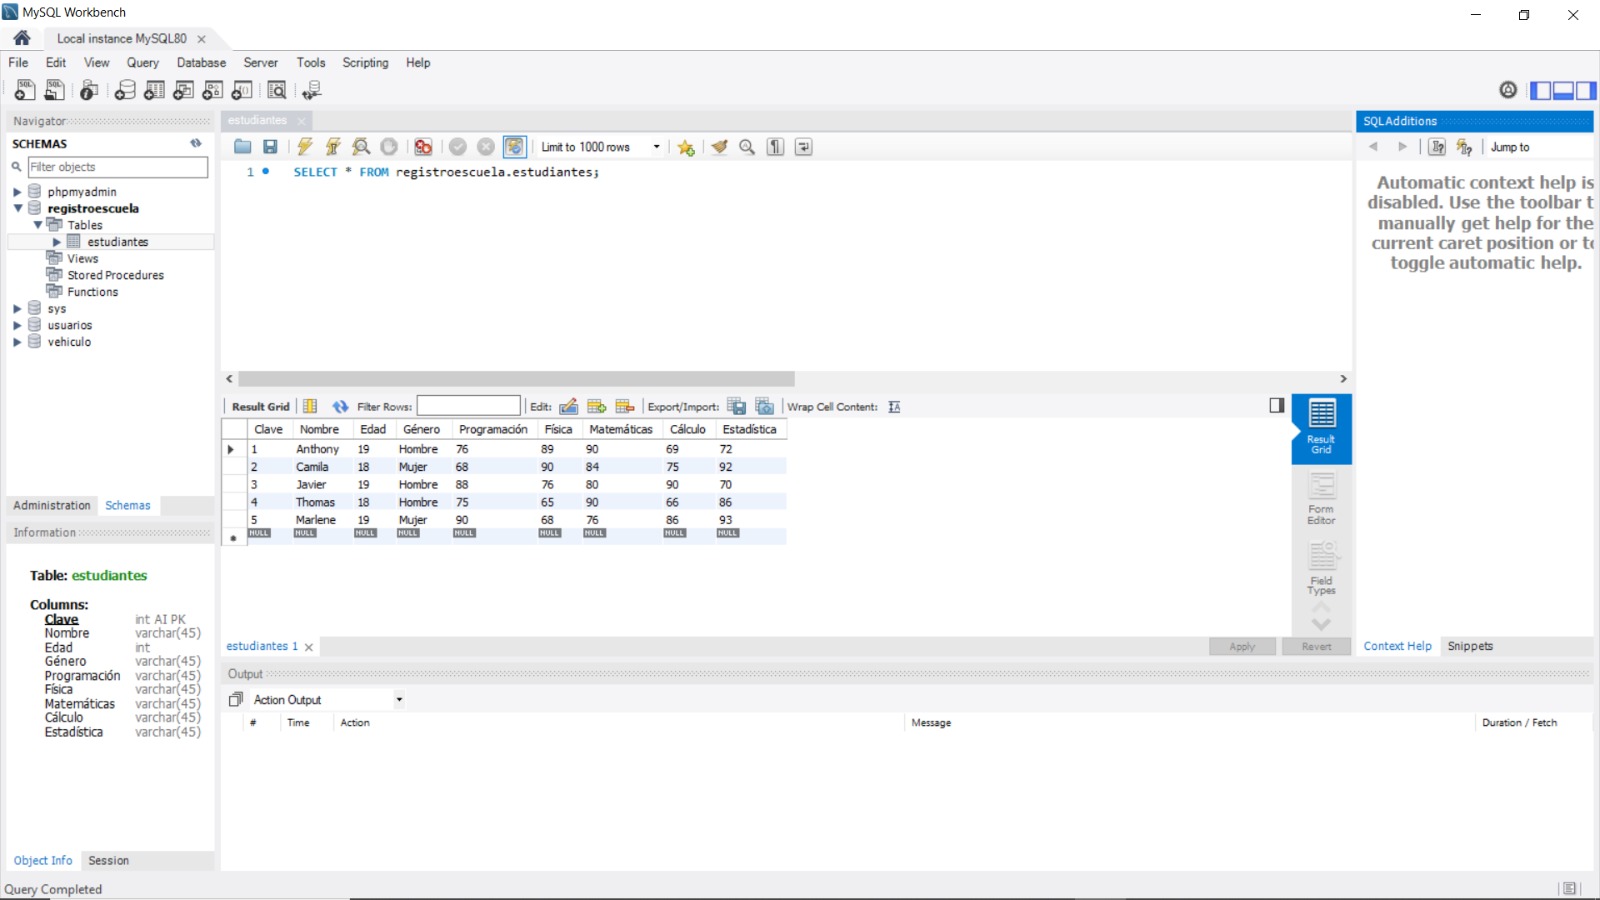 MySQL Workbench
Local instance MySQL80
File Edit View Query Database Server Tools Scripting Help
Navigator
SCHEMAS
Filter objects
phpmyadmin
registroescuela
Tables
estudiantes
Views
Stored Procedures
Functions
sys
usuarios
vehiculo
Administration Schemas
Information
Table: estudiantes
Columns:
Clave int AI PK
Nombre varchar(45)
Edad int
Género varchar(45)
Programación varchar(45)
Física varchar(45)
Matemáticas varchar(45)
Cálculo varchar(45)
Estadística varchar(45)
Object Info Session
Query Completed
estudiantes
Limit to 1000 rows
1 SELECT * FROM registroescuela.estudiantes;
Result Grid Filter Rows: Edit: Export/Import: Wrap Cell Content:
Clave Nombre Edad Género Programación Física Matemáticas Cálculo Estadística
1 Anthony 19 Hombre 76 89 90 69 72
2 Camila 18 Mujer 68 90 84 75 92
3 Javier 19 Hombre 88 76 80 90 70
4 Thomas 18 Hombre 75 65 90 66 86
5 Marlene 19 Mujer 90 68 76 86 93
NULL NULL NULL NULL NULL NULL NULL NULL NULL
Result
Grid
Form
Editor
Field
Types
estudiantes 1
Apply Revert
Output
Action Output
# Time Action Message Duration / Fetch
SQLAdditions
Jump to
Automatic context help is
disabled. Use the toolbar t
manually get help for the
current caret position or to
toggle automatic help.
Context Help Snippets